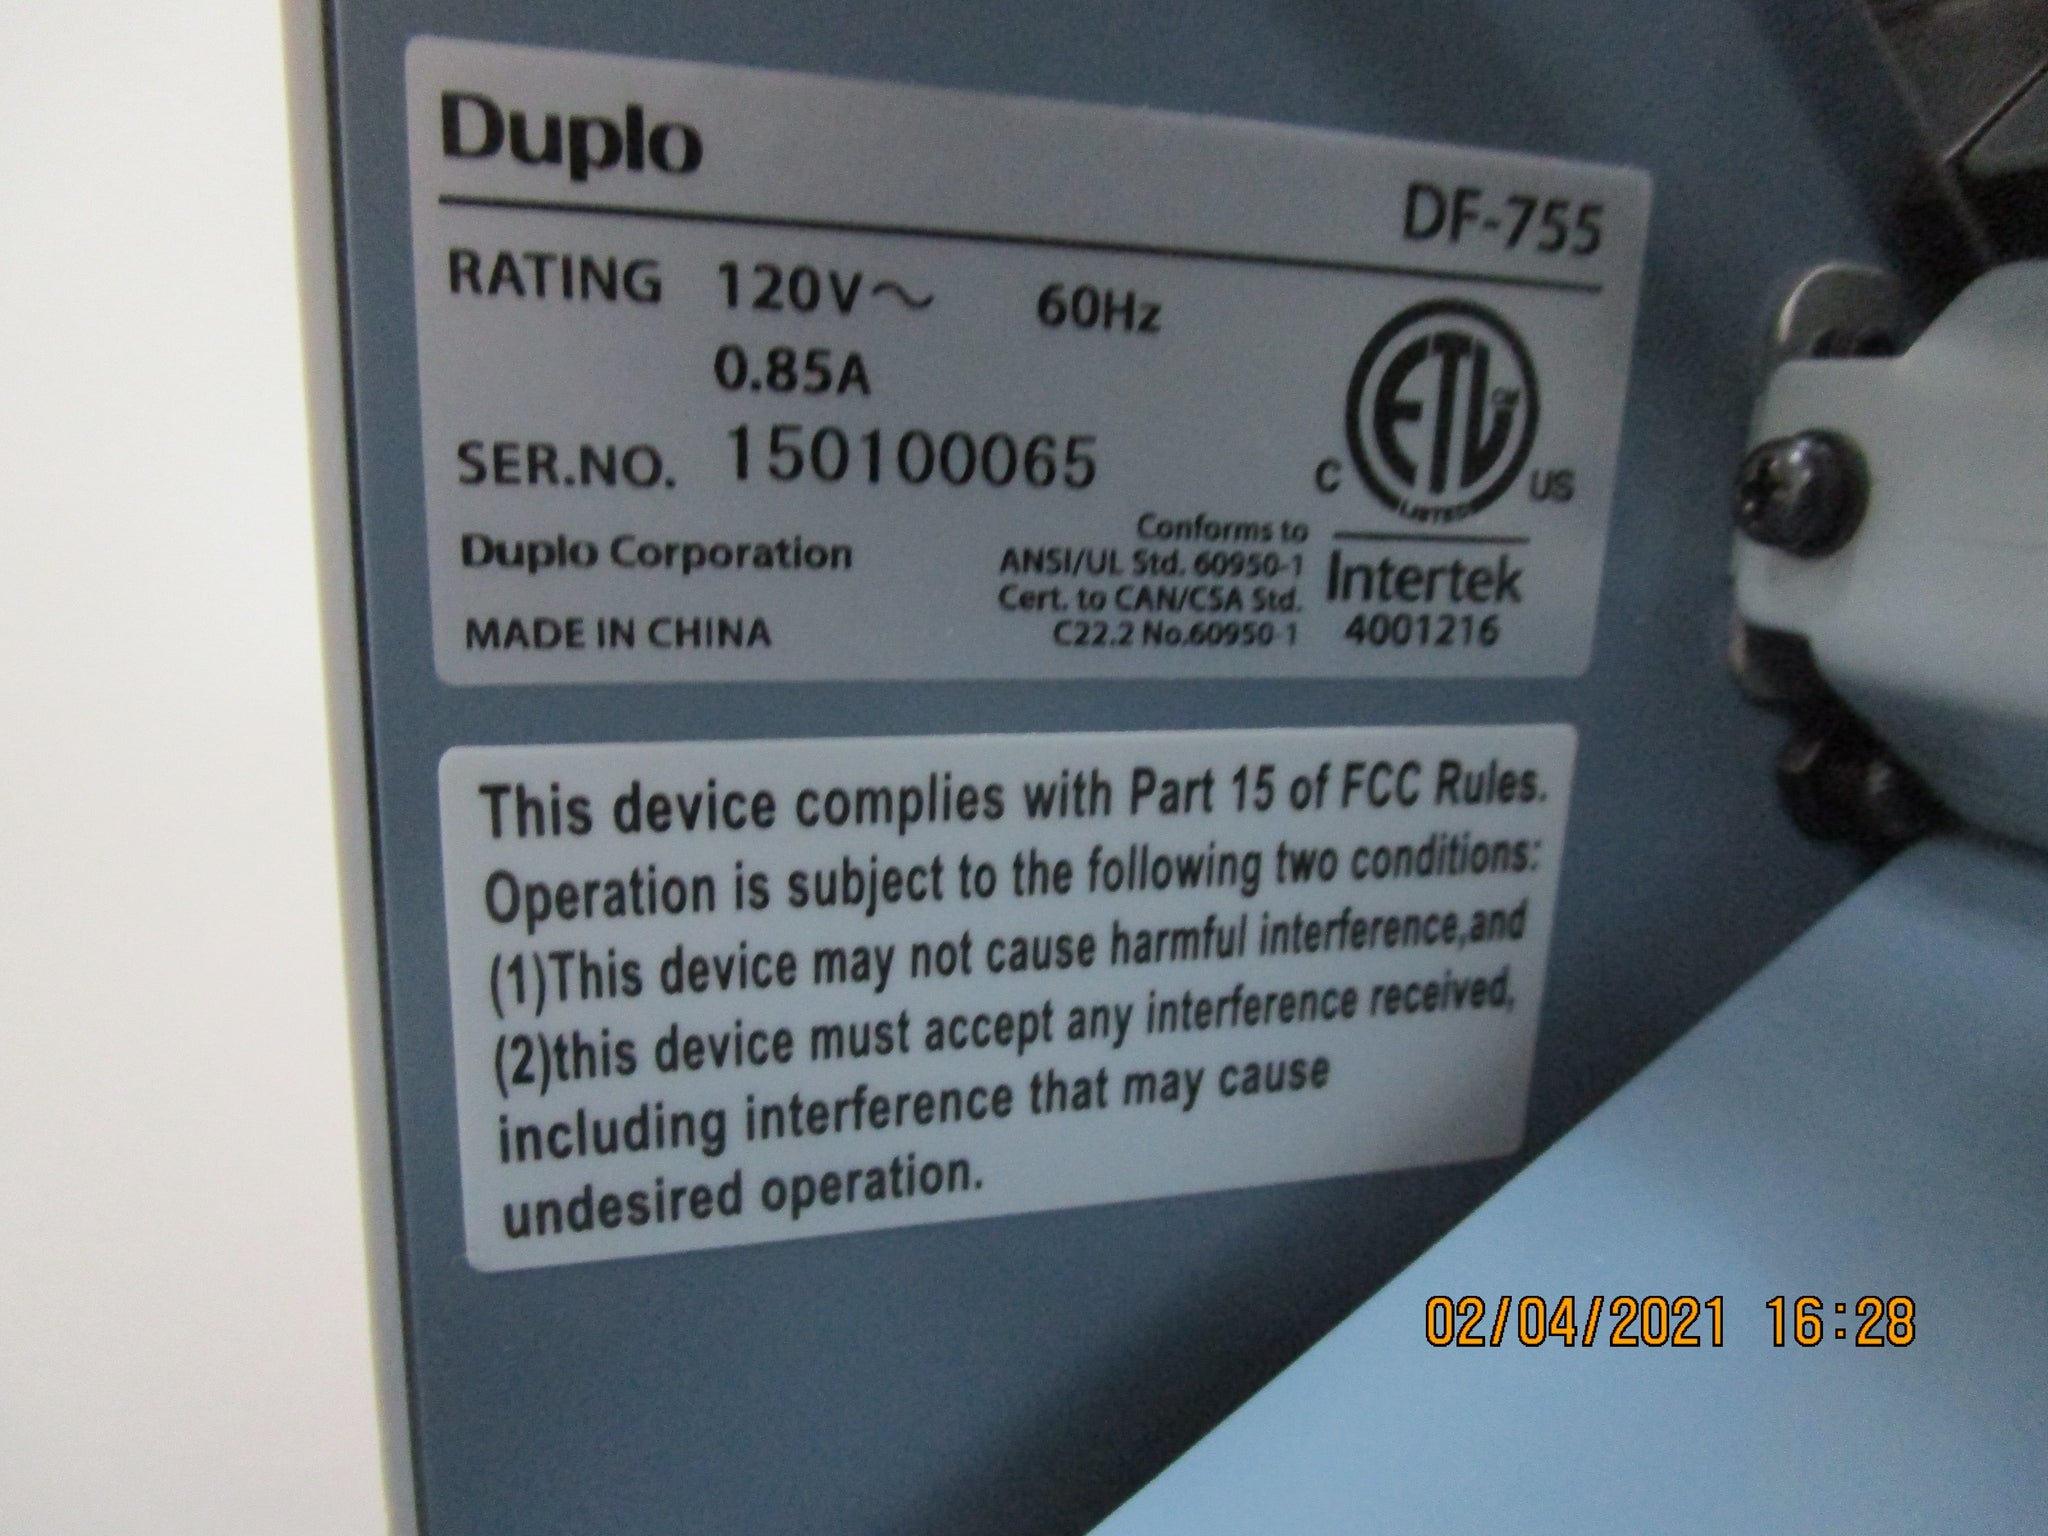 Duplo
DF-755
RATING 120V～ 60Hz
0.85A
SER.NO. 150100065
Duplo Corporation
MADE IN CHINA
Conforms to
ANSI/UL Std. 60950-1
Cert. to CAN/CSA Std.
C22.2 No.60950-1
ETL CM
C US
LISTED
Intertek
4001216
This device complies with Part 15 of FCC Rules.
Operation is subject to the following two conditions:
(1)This device may not cause harmful interference,and
(2)this device must accept any interference received,
including interference that may cause
undesired operation.
02/04/2021 16:28